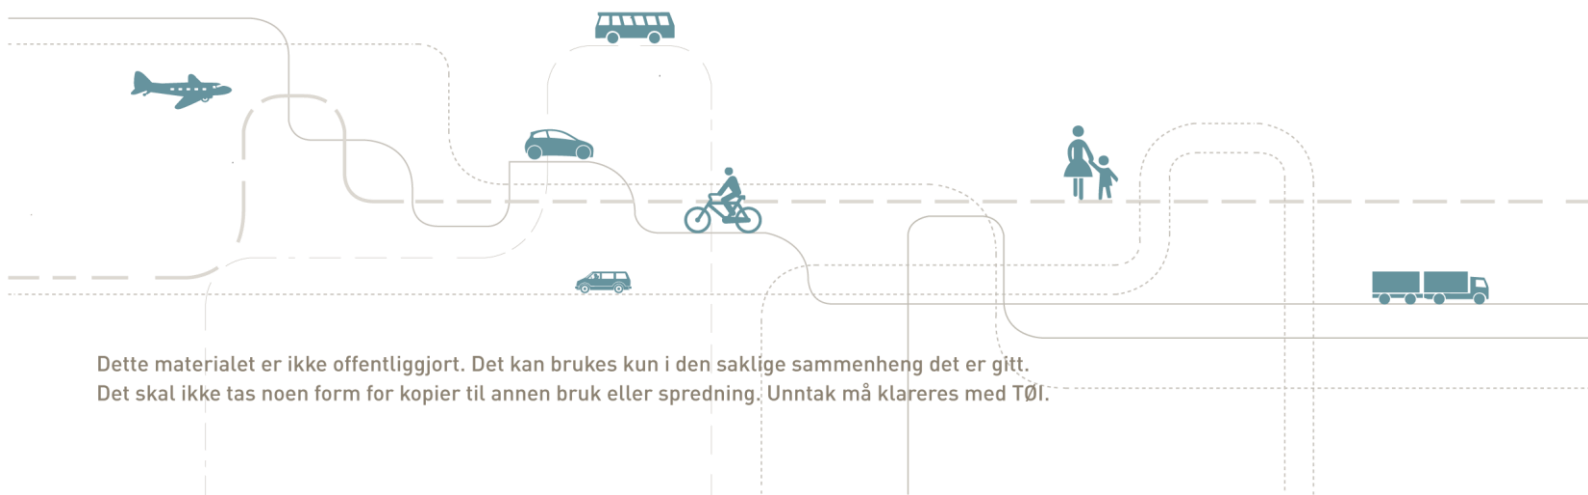 Dette materialet er ikke offentliggjort. Det kan brukes kun i den saklige sammenheng det er gitt.
Det skal ikke tas noen form for kopier til annen bruk eller spredning. Unntak må klareres med TØI.